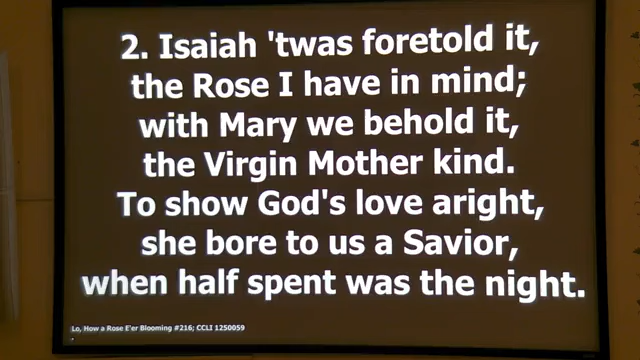 2. Isaiah 'twas foretold it,
the Rose I have in mind;
with Mary we behold it,
the Virgin Mother kind.
To show God's love aright,
she bore to us a Savior,
when half spent was the night.
Lo, How a Rose E'er Blooming #216; CCLI 1250059